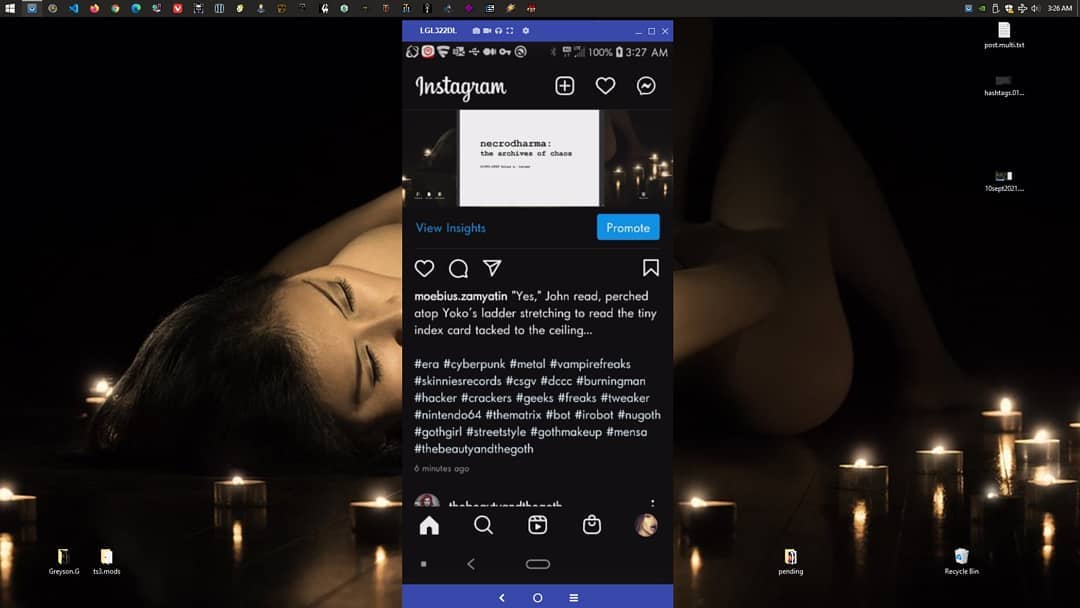 3:26 AM
LGL322DL
100% 3:27 AM
Instagram
necrodharma:
the archives of chaos
View Insights
Promote
moebius.zamyatin "Yes," John read, perched
atop Yoko's ladder stretching to read the tiny
index card tacked to the ceiling...
#era #cyberpunk #metal #vampirefreaks
#skinniesrecords #csgv #dccc #burningman
#hacker #crackers #geeks #freaks #tweaker
#nintendo64 #thematrix #bot #irobot #nugoth
#gothgirl #streetstyle #gothmakeup #mensa
#thebeautyandthegoth
6 minutes ago
thebeautyandthegoth
post.multi.txt
hashtags.01...
10sept2021....
Greyson.G
ts3.mods
pending
Recycle Bin